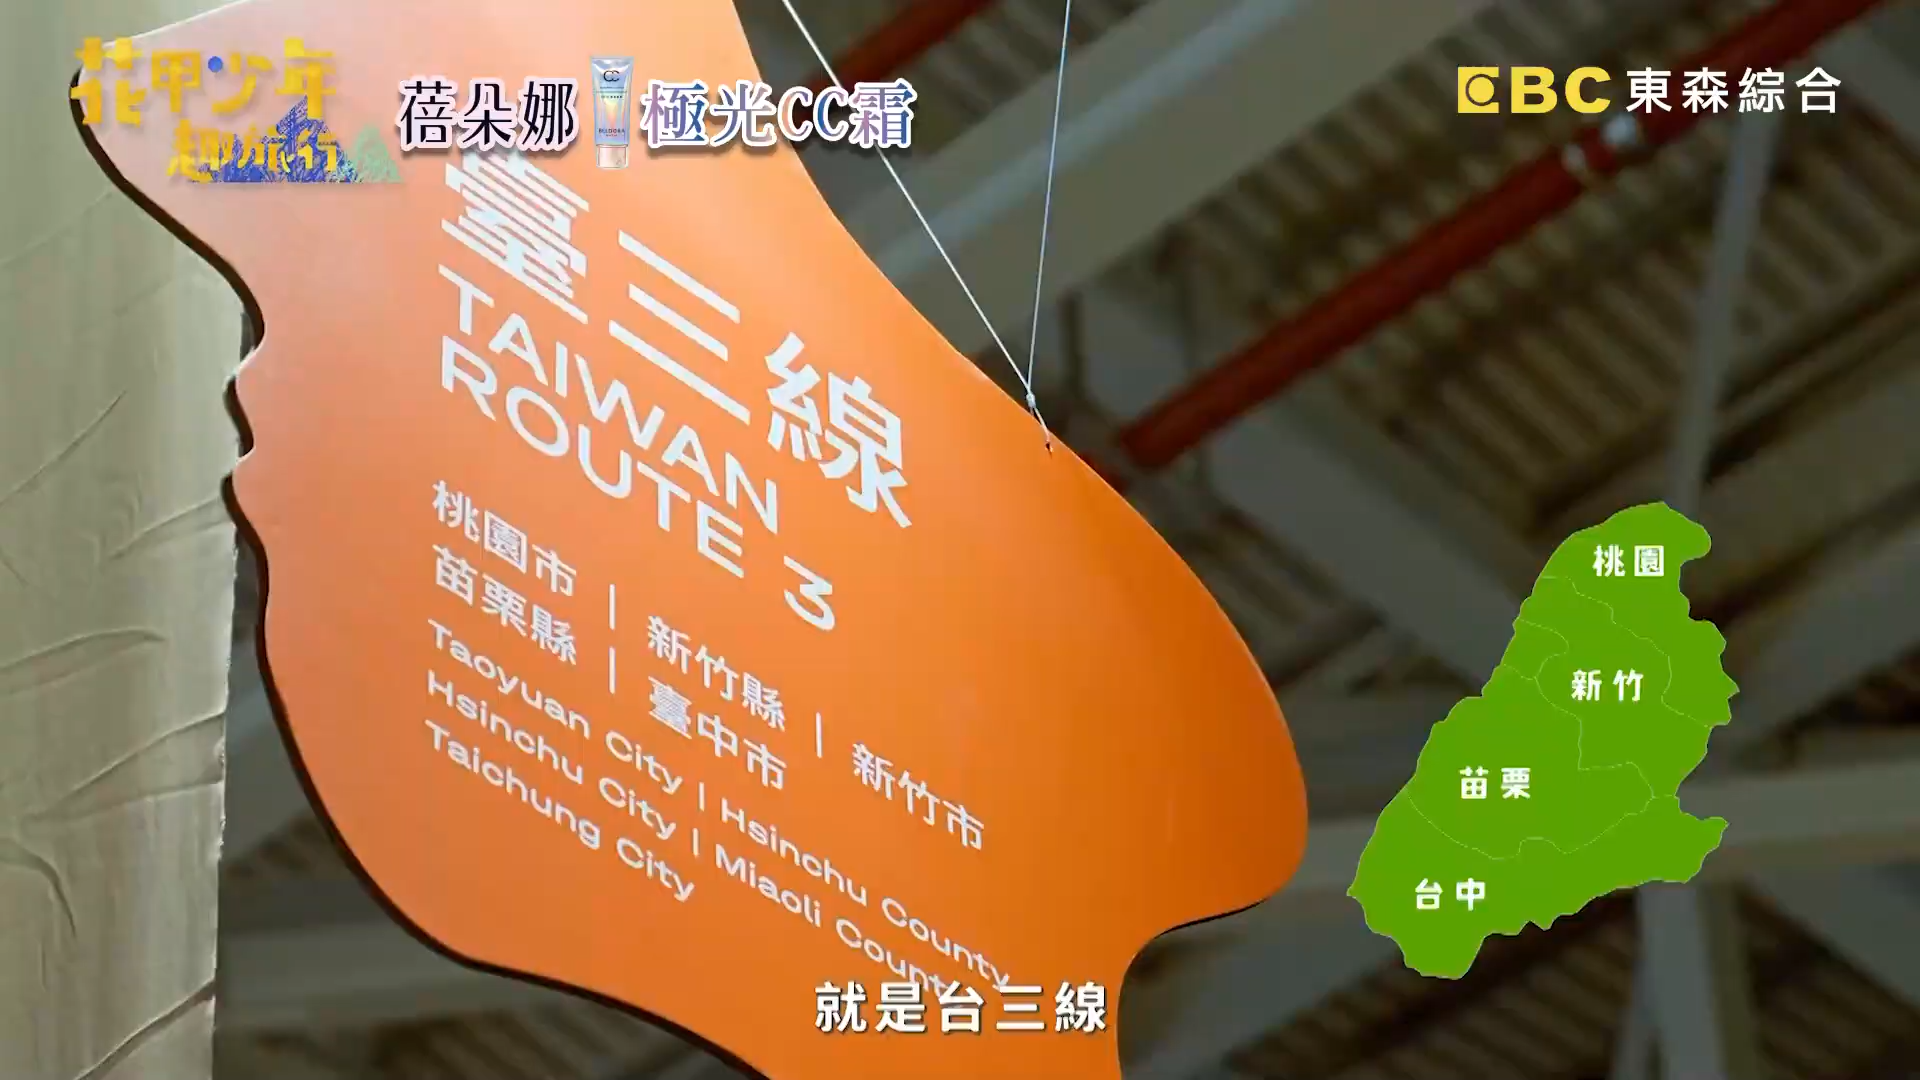 花甲少年
趣旅行
蓓朵娜 極光CC霜
EBC 東森綜合
臺三線
TAIWAN
ROUTE 3
桃園市 | 新竹縣 | 新竹市
苗栗縣 | 臺中市
Taoyuan City | Hsinchu County
Hsinchu City | Miaoli County
Taichung City
桃園
新竹
苗栗
台中
就是台三線